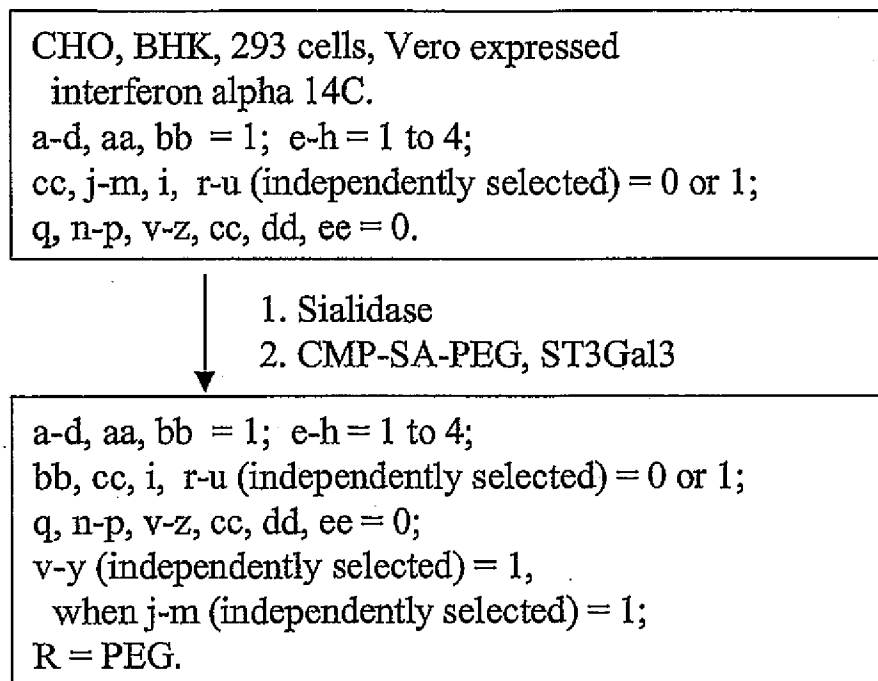 CHO, BHK, 293 cells, Vero expressed
interferon alpha 14C.
a-d, aa, bb = 1; e-h = 1 to 4;
cc, j-m, i, r-u (independently selected) = 0 or 1;
q, n-p, v-z, cc, dd, ee = 0.
1. Sialidase
2. CMP-SA-PEG, ST3Gal3
a-d, aa, bb = 1; e-h = 1 to 4;
bb, cc, i, r-u (independently selected) = 0 or 1;
q, n-p, v-z, cc, dd, ee = 0;
v-y (independently selected) = 1,
when j-m (independently selected) = 1;
R = PEG.